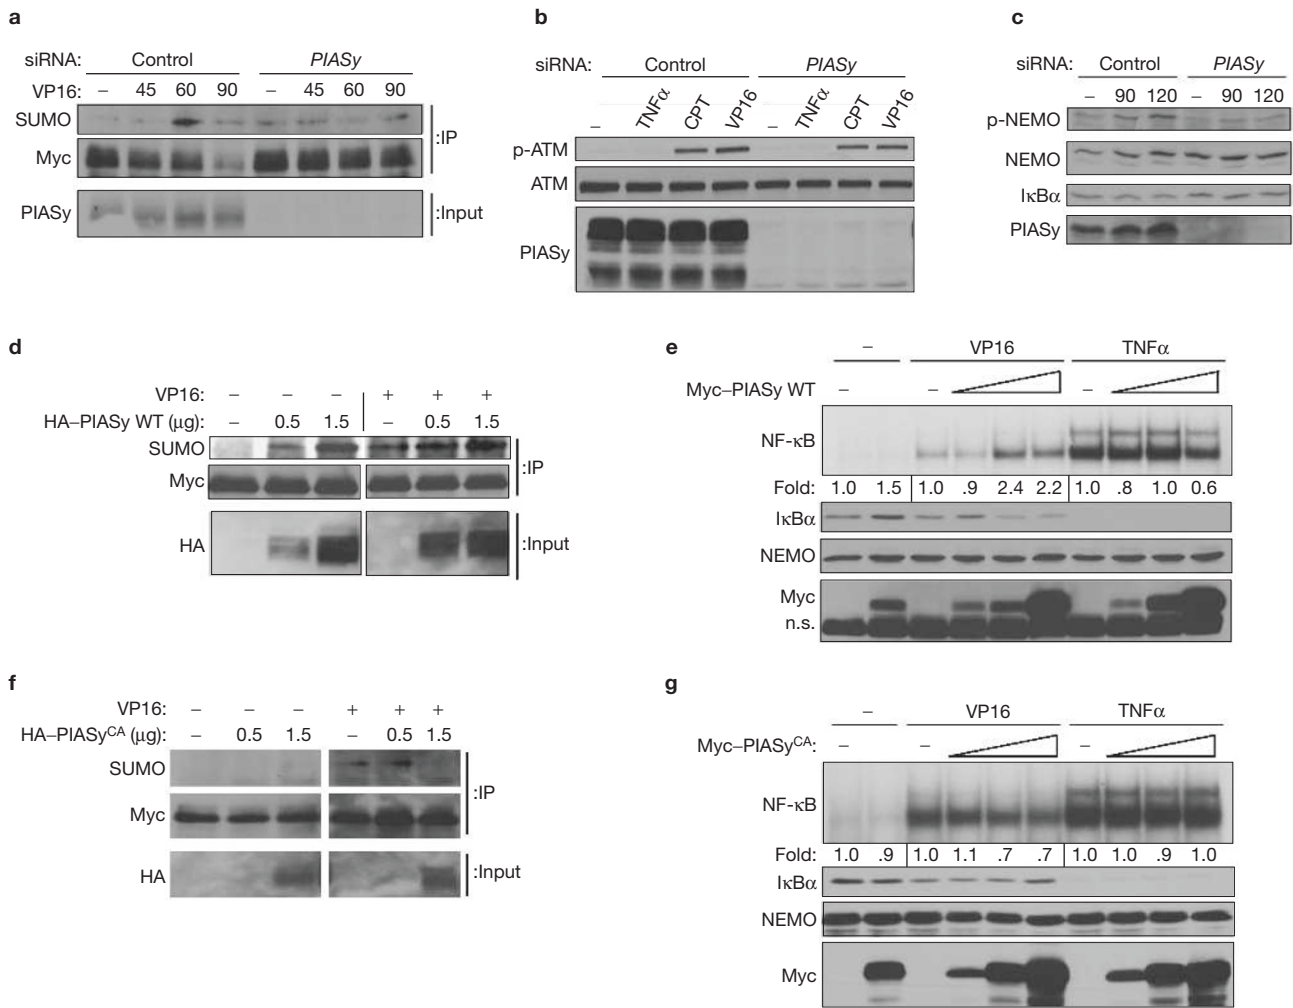 a
siRNA: Control PIASy
VP16: – 45 60 90 – 45 60 90
SUMO
Myc
:IP
PIASy
:Input
b
siRNA: Control PIASy
– TNFα CPT VP16 – TNFα CPT VP16
p-ATM
ATM
PIASy
c
siRNA: Control PIASy
– 90 120 – 90 120
p-NEMO
NEMO
IκBα
PIASy
d
VP16: – – – + + +
HA–PIASy WT (μg): – 0.5 1.5 – 0.5 1.5
SUMO
Myc
:IP
HA
:Input
e
– VP16 TNFα
Myc–PIASy WT – – –
NF-κB
Fold: 1.0 1.5 1.0 .9 2.4 2.2 1.0 .8 1.0 0.6
IκBα
NEMO
Myc
n.s.
f
VP16: – – – + + +
HA–PIASyCA (μg): – 0.5 1.5 – 0.5 1.5
SUMO
Myc
:IP
HA
:Input
g
– VP16 TNFα
Myc–PIASyCA: – – –
NF-κB
Fold: 1.0 .9 1.0 1.1 .7 .7 1.0 1.0 .9 1.0
IκBα
NEMO
Myc